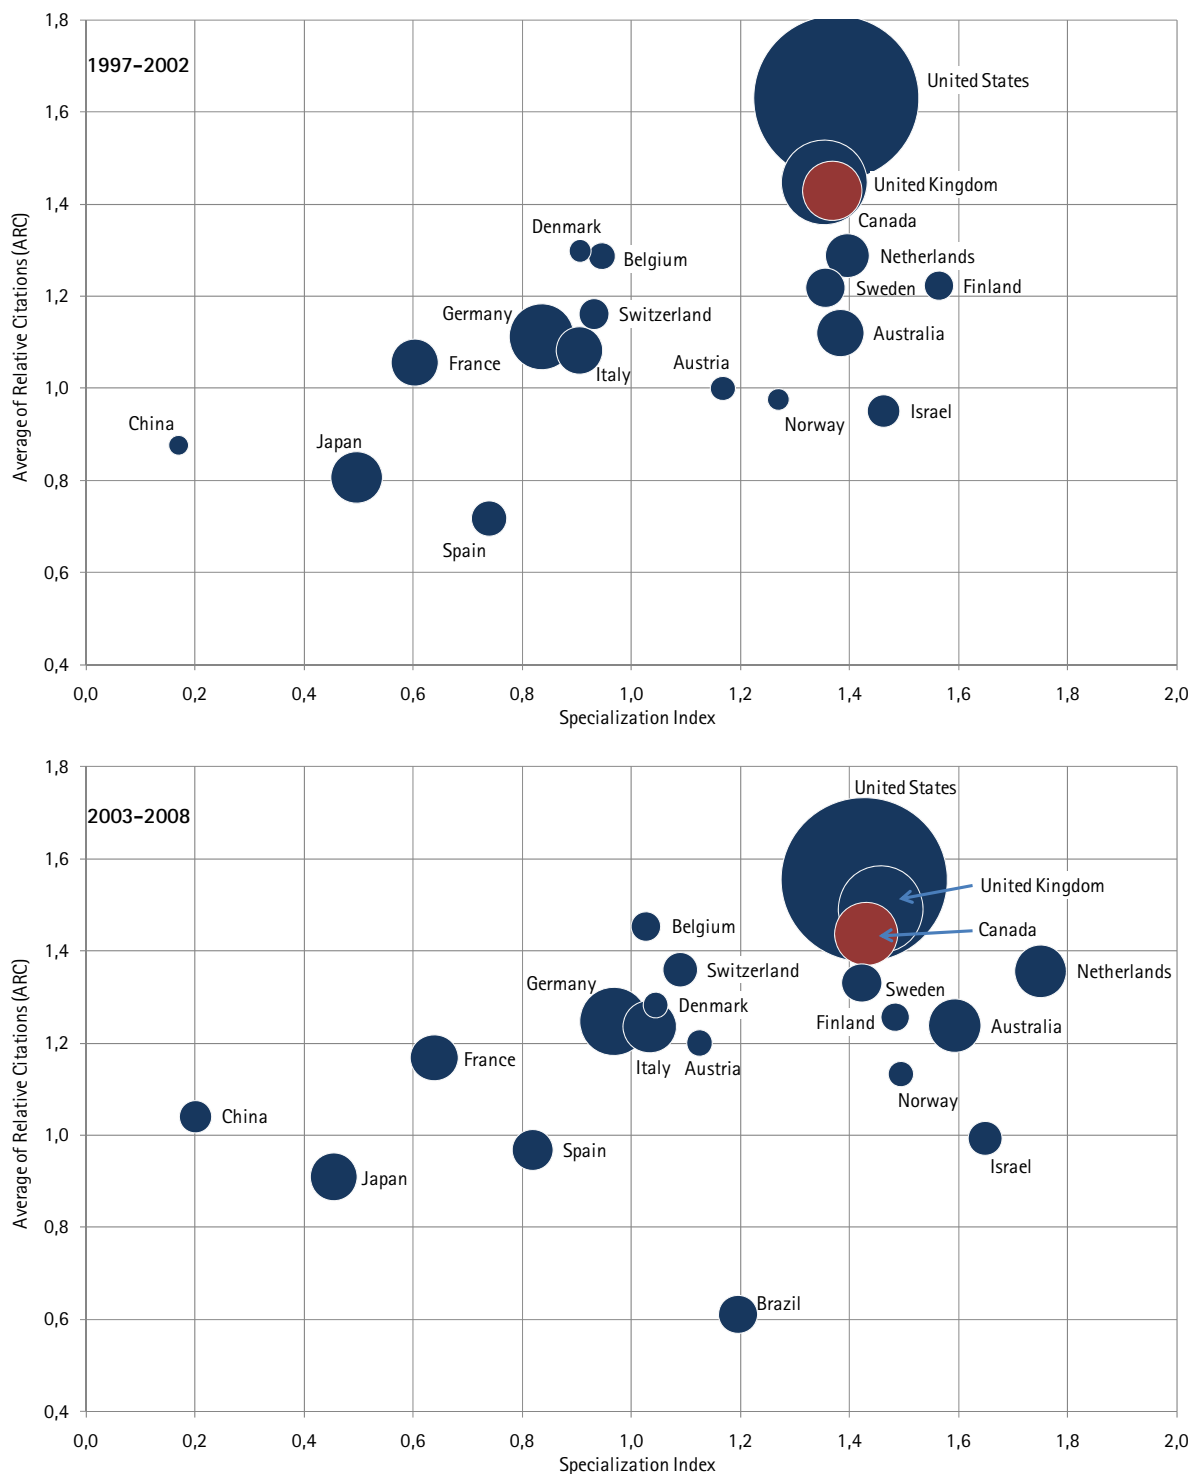 1,8
1997–2002
United States
1,6
United Kingdom
1,4
Canada
Denmark
Belgium
Netherlands
1,2
Sweden
Finland
Germany
Switzerland
Australia
France
Italy
Austria
1,0
Norway
Israel
China
Japan
0,8
Spain
0,6
0,4
Average of Relative Citations (ARC)
0,0 0,2 0,4 0,6 0,8 1,0 1,2 1,4 1,6 1,8 2,0
Specialization Index
1,8
United States
2003–2008
1,6
United Kingdom
Belgium
Canada
1,4
Switzerland
Netherlands
Germany
Sweden
Denmark
Finland
Australia
1,2
France
Italy
Austria
Norway
China
1,0
Spain
Israel
Japan
0,8
Brazil
0,6
0,4
Average of Relative Citations (ARC)
0,0 0,2 0,4 0,6 0,8 1,0 1,2 1,4 1,6 1,8 2,0
Specialization Index